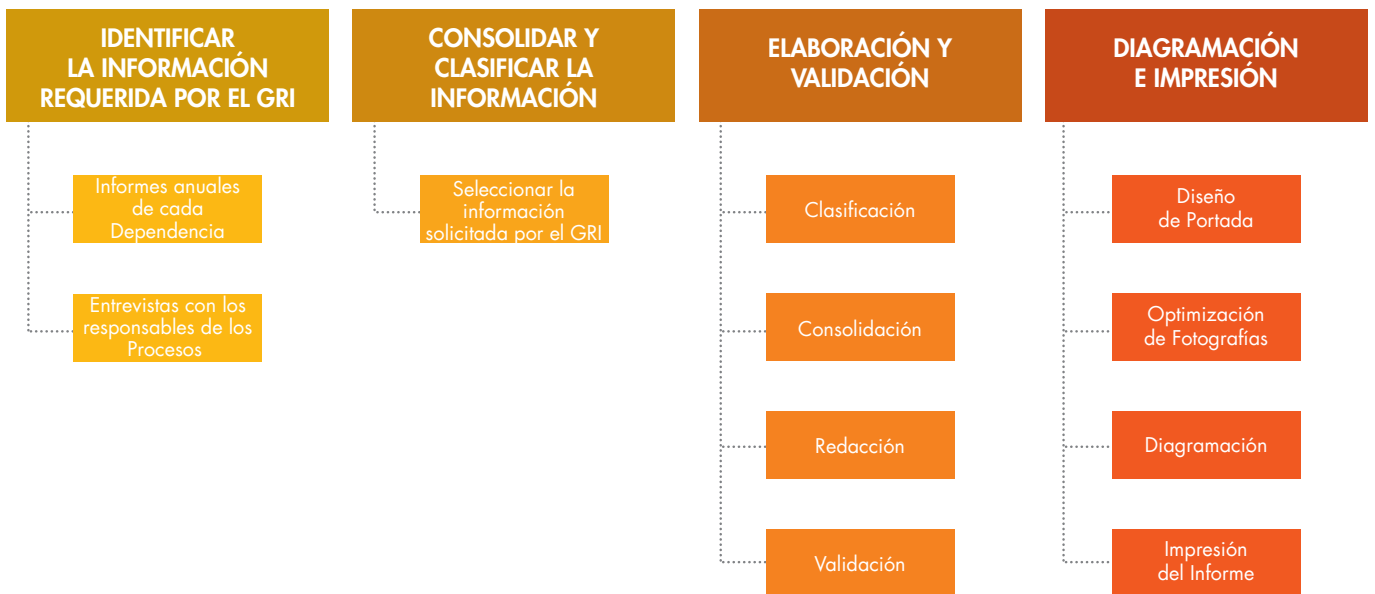 IDENTIFICAR
LA INFORMACIÓN
REQUERIDA POR EL GRI
Informes anuales
de cada
Dependencia
Entrevistas con los
responsables de los
Procesos
CONSOLIDAR Y
CLASIFICAR LA
INFORMACIÓN
Seleccionar la
información
solicitada por el GRI
ELABORACIÓN Y
VALIDACIÓN
Clasificación
Consolidación
Redacción
Validación
DIAGRAMACIÓN
E IMPRESIÓN
Diseño
de Portada
Optimización
de Fotografías
Diagramación
Impresión
del Informe